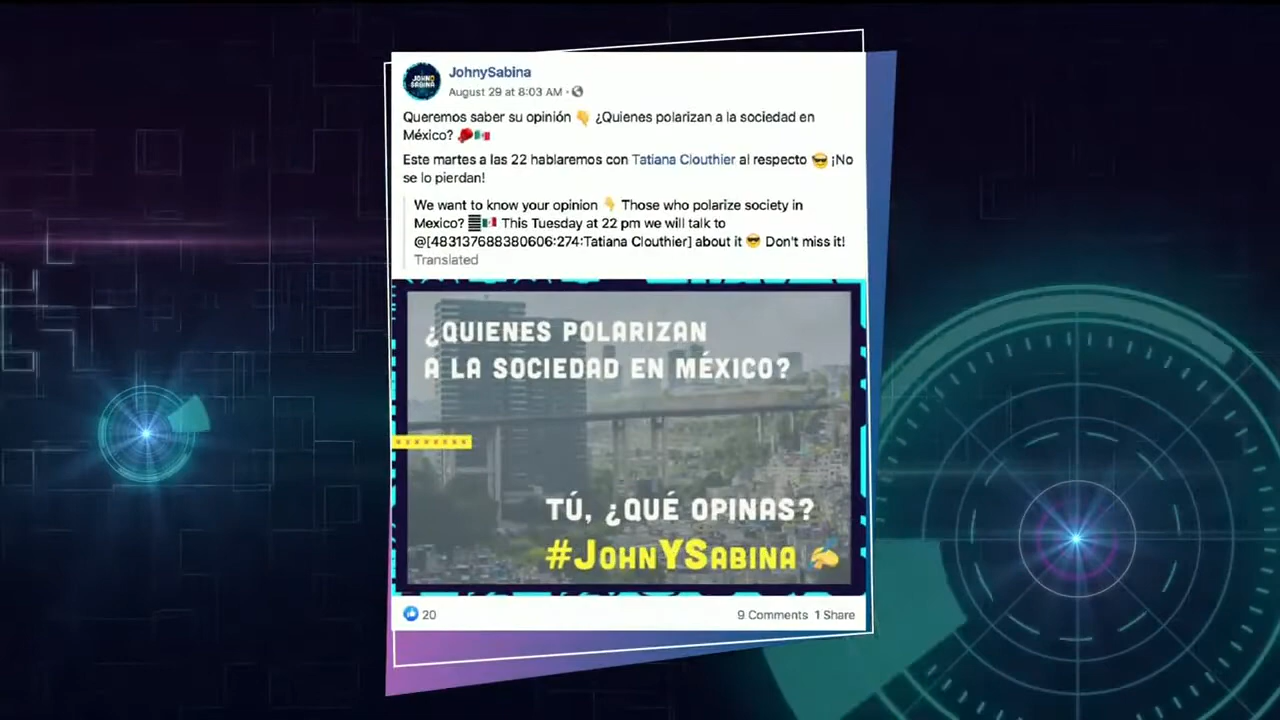 JOHN Y
SABINA
JohnySabina
August 29 at 8:03 AM ·
Queremos saber su opinión 👇 ¿Quienes polarizan a la sociedad en
México? 🥊🇲🇽
Este martes a las 22 hablaremos con Tatiana Clouthier al respecto 😎 ¡No
se lo pierdan!
We want to know your opinion 👇 Those who polarize society in
Mexico? 🇲🇽 This Tuesday at 22 pm we will talk to
@[483137688380606:274:Tatiana Clouthier] about it 😎 Don't miss it!
Translated
¿QUIENES POLARIZAN
A LA SOCIEDAD EN MÉXICO?
TÚ, ¿QUÉ OPINAS?
#JOHNYSABINA ✍️
20
9 Comments 1 Share